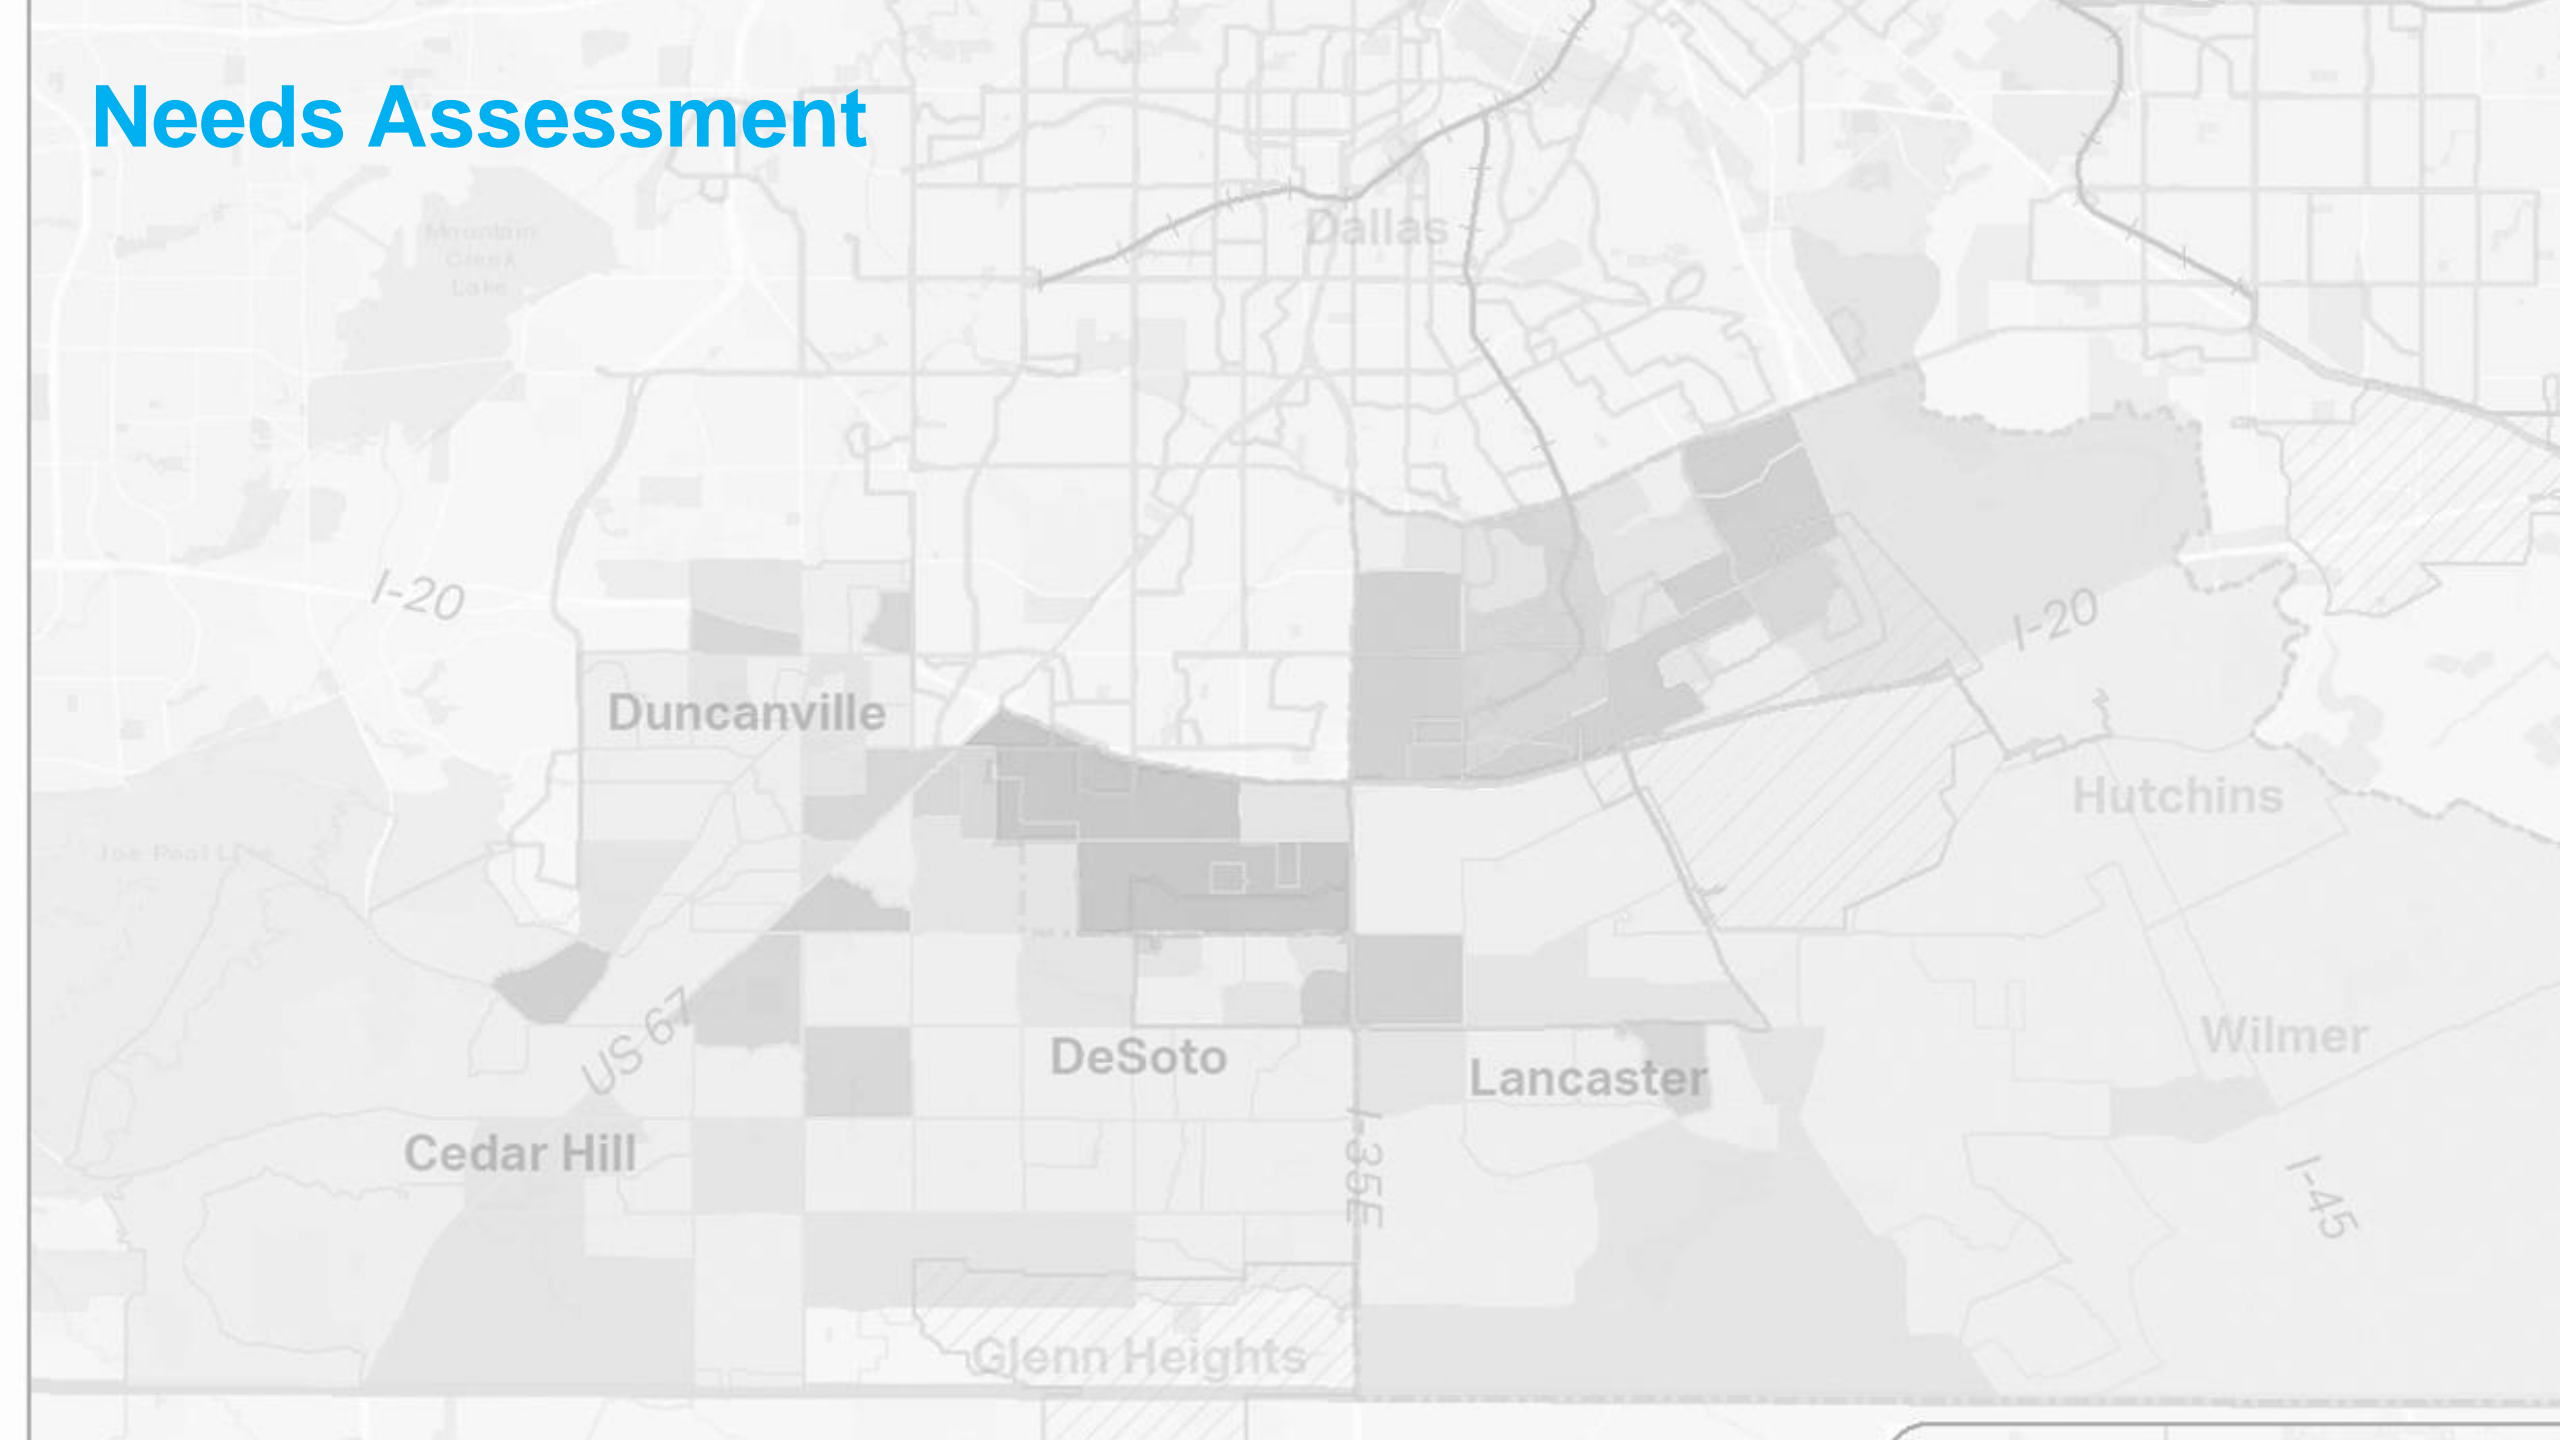 Needs Assessment
Dallas
Mountain
Creek
Lake
I-20
I-20
Duncanville
Hutchins
Joe Pool Lake
US 67
DeSoto
Lancaster
Wilmer
Cedar Hill
I-35E
I-45
Glenn Heights